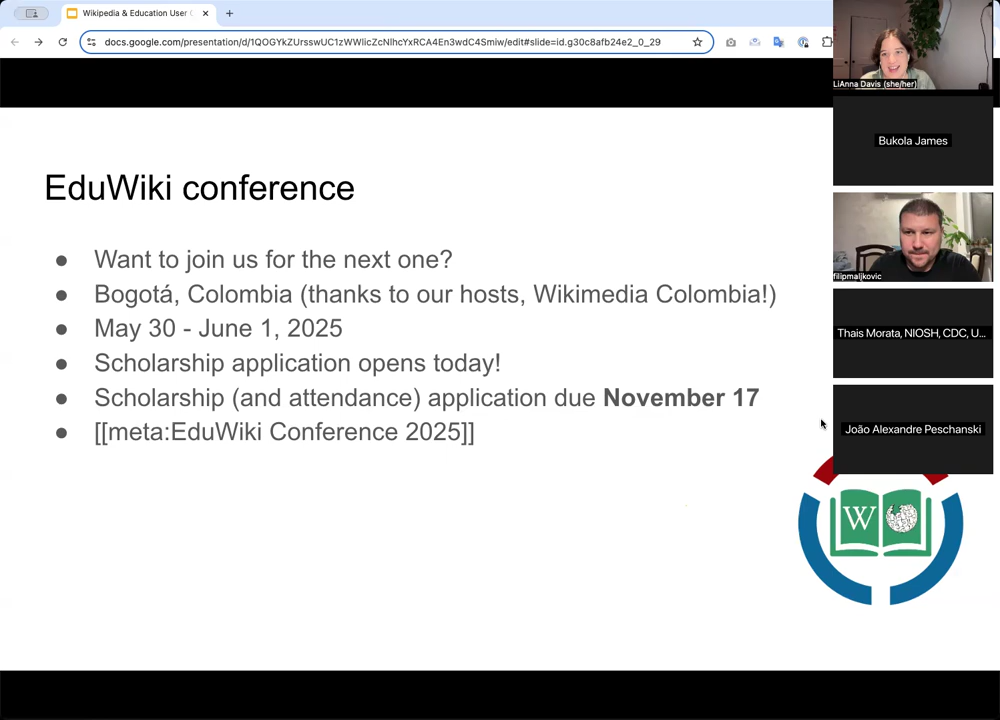 Wikipedia & Education User
docs.google.com/presentation/d/1QOGYkZUrsswUC1zWWlicZcNlhcYxRCA4En3wdC4Smiw/edit#slide=id.g30c8afb24e2_0_29
EduWiki conference
● Want to join us for the next one?
● Bogotá, Colombia (thanks to our hosts, Wikimedia Colombia!)
● May 30 - June 1, 2025
● Scholarship application opens today!
● Scholarship (and attendance) application due November 17
● [[meta:EduWiki Conference 2025]]
LiAnna Davis (she/her)
Bukola James
filipmaljkovic
Thais Morata, NIOSH, CDC, U...
João Alexandre Peschanski
W